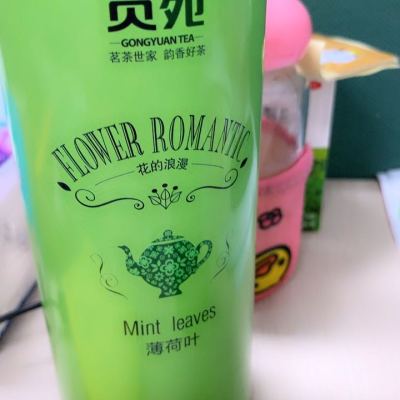 贡苑
GONGYUAN TEA
茗茶世家 韵香好茶
FLOWER ROMANTIC
花的浪漫
Mint leaves
薄荷叶